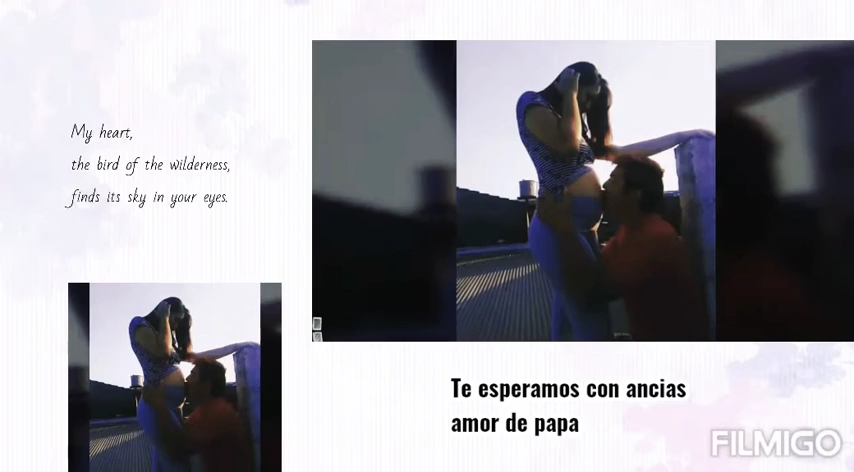 My heart,
the bird of the wilderness,
finds its sky in your eyes.
Te esperamos con ancias
amor de papa
FILMIGO